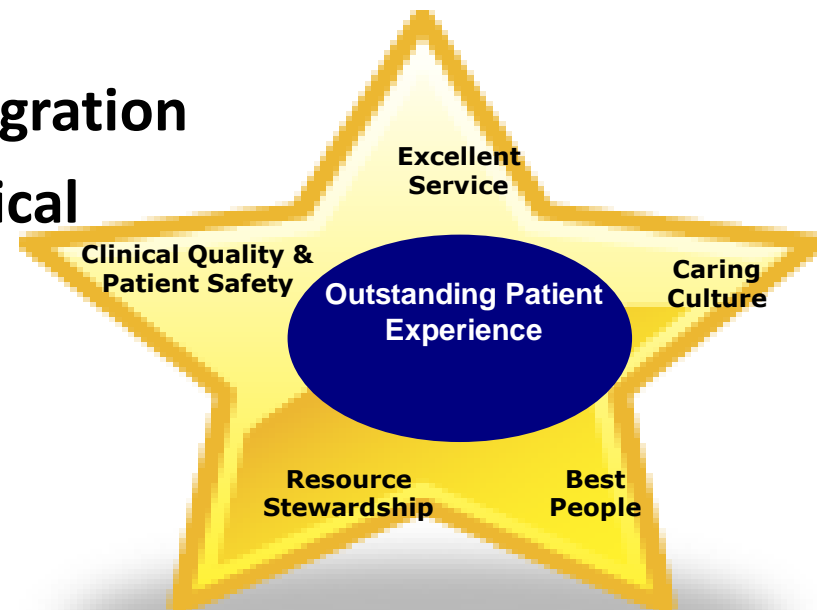 gration
ical
Excellent
Service
Clinical Quality &
Patient Safety
Caring
Culture
Outstanding Patient
Experience
Resource
Stewardship
Best
People